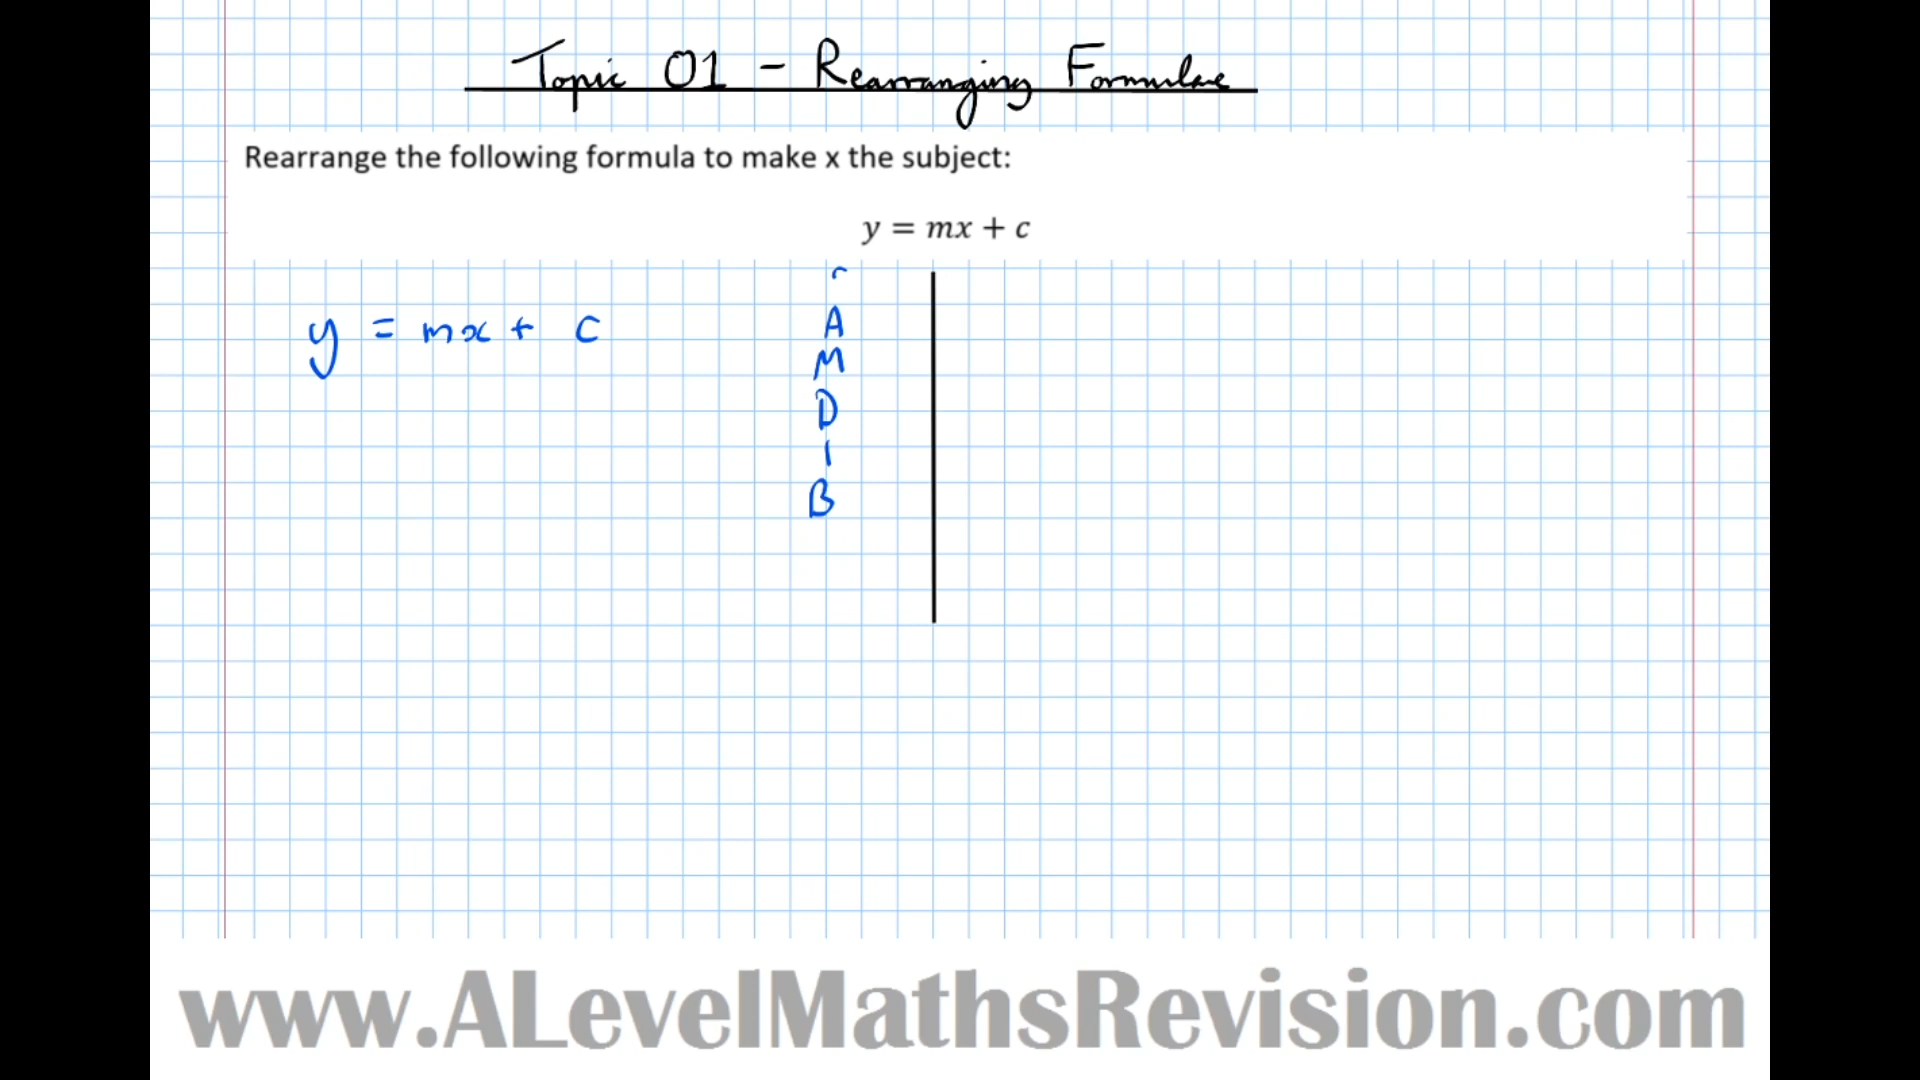 Topic 01 - Rearranging Formulae
Rearrange the following formula to make x the subject:
y = mx + c
y = mx + c
A
M
D
I
B
www.ALevelMathsRevision.com